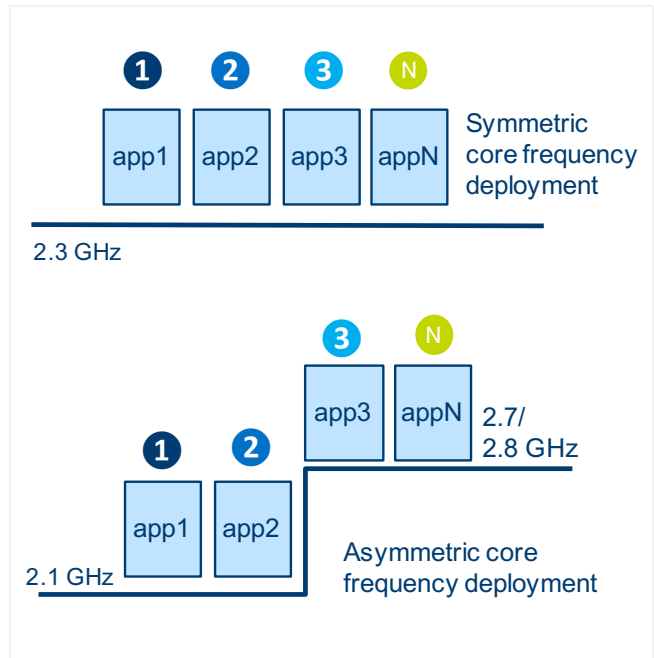 1 2 3 N
app1 app2 app3 appN
Symmetric
core frequency
deployment
2.3 GHz
3 N
app3 appN
2.7/
2.8 GHz
1 2
app1 app2
2.1 GHz
Asymmetric core
frequency deployment